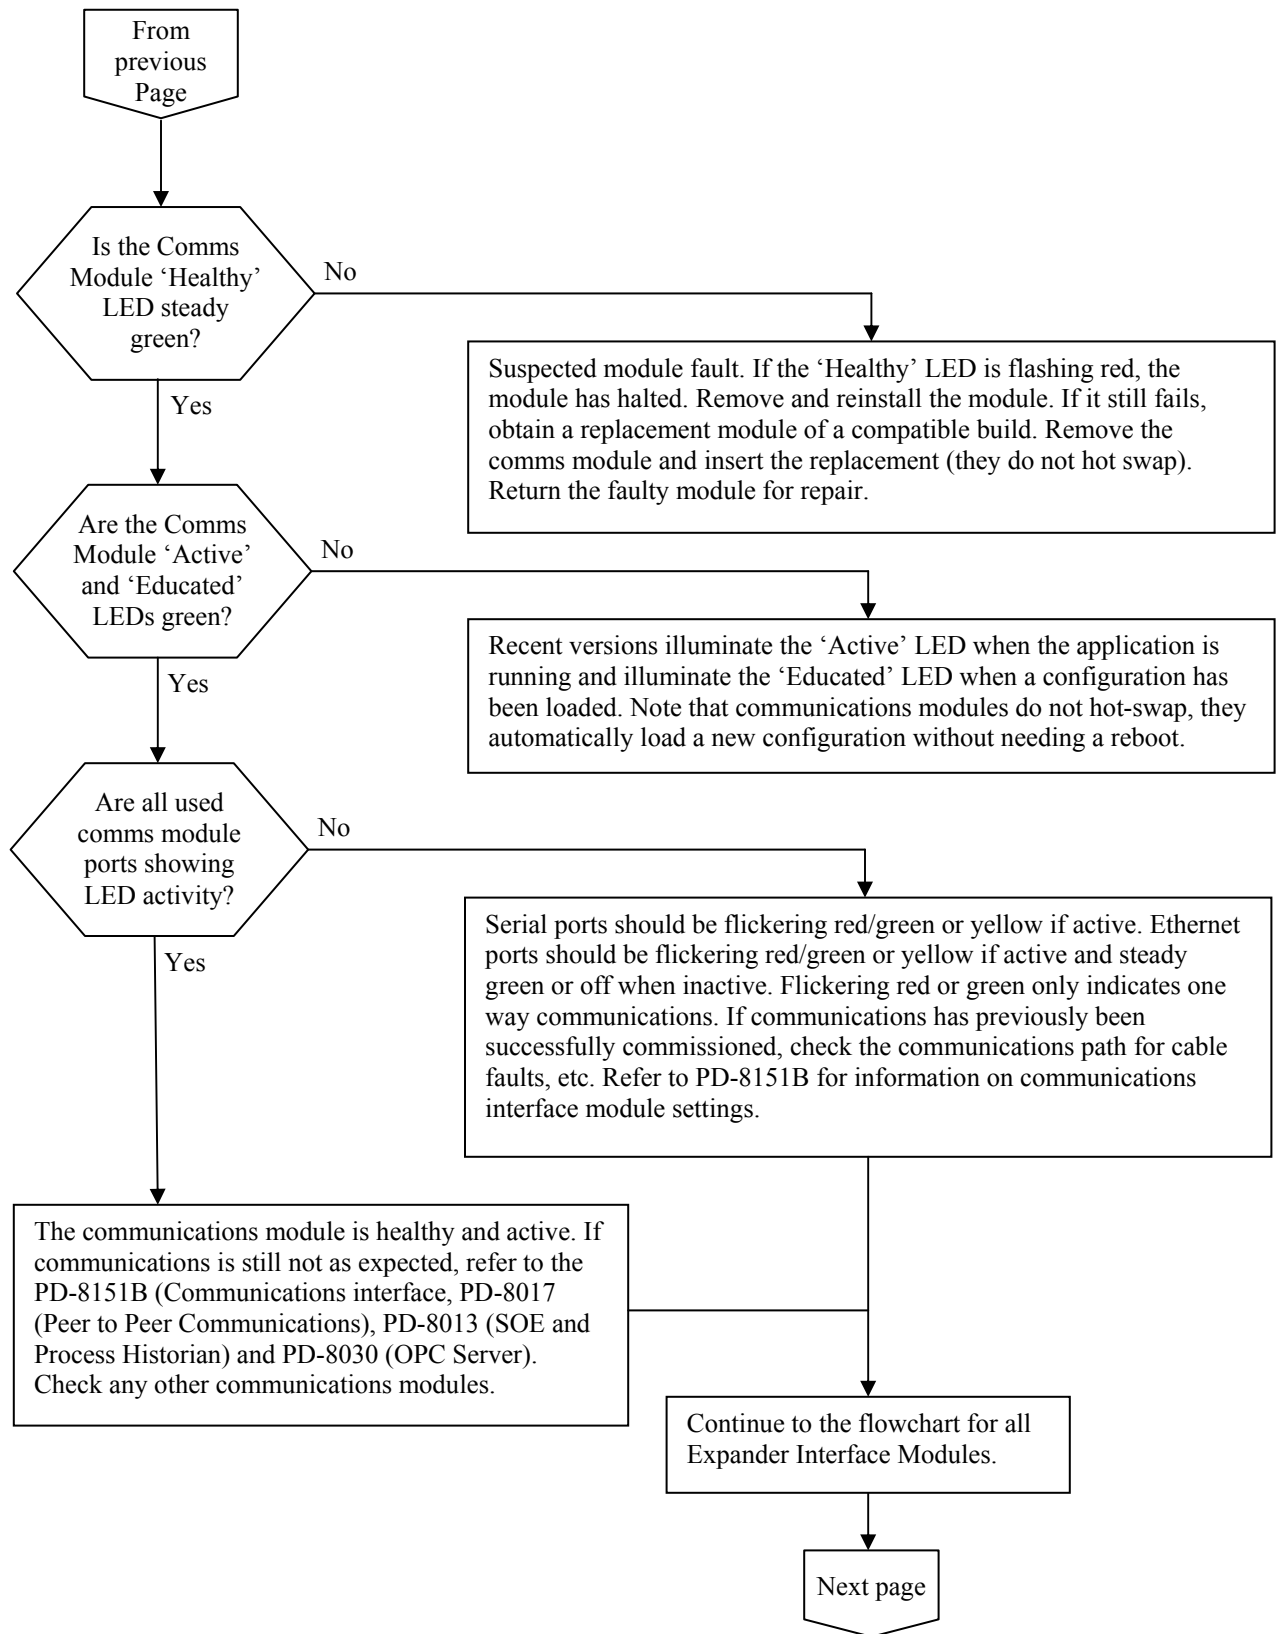 From
previous
Page
Is the Comms
Module ‘Healthy’
LED steady
green?
No
Yes
Suspected module fault. If the ‘Healthy’ LED is flashing red, the
module has halted. Remove and reinstall the module. If it still fails,
obtain a replacement module of a compatible build. Remove the
comms module and insert the replacement (they do not hot swap).
Return the faulty module for repair.
Are the Comms
Module ‘Active’
and ‘Educated’
LEDs green?
No
Yes
Recent versions illuminate the ‘Active’ LED when the application is
running and illuminate the ‘Educated’ LED when a configuration has
been loaded. Note that communications modules do not hot-swap, they
automatically load a new configuration without needing a reboot.
Are all used
comms module
ports showing
LED activity?
No
Yes
Serial ports should be flickering red/green or yellow if active. Ethernet
ports should be flickering red/green or yellow if active and steady
green or off when inactive. Flickering red or green only indicates one
way communications. If communications has previously been
successfully commissioned, check the communications path for cable
faults, etc. Refer to PD-8151B for information on communications
interface module settings.
The communications module is healthy and active. If
communications is still not as expected, refer to the
PD-8151B (Communications interface, PD-8017
(Peer to Peer Communications), PD-8013 (SOE and
Process Historian) and PD-8030 (OPC Server).
Check any other communications modules.
Continue to the flowchart for all
Expander Interface Modules.
Next page